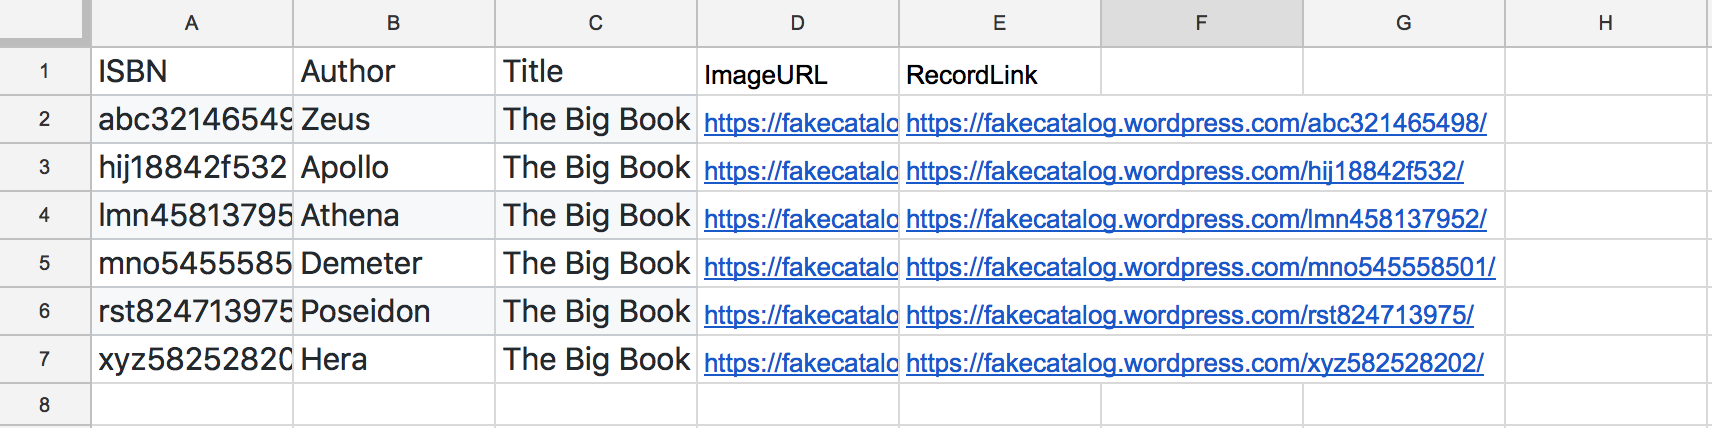 A B C D E F G H
1 ISBN Author Title ImageURL RecordLink
2 abc32146549 Zeus The Big Book https://fakecatalo https://fakecatalog.wordpress.com/abc321465498/
3 hij18842f532 Apollo The Big Book https://fakecatalo https://fakecatalog.wordpress.com/hij18842f532/
4 lmn45813795 Athena The Big Book https://fakecatalo https://fakecatalog.wordpress.com/lmn458137952/
5 mno5455585 Demeter The Big Book https://fakecatalo https://fakecatalog.wordpress.com/mno545558501/
6 rst824713975 Poseidon The Big Book https://fakecatalo https://fakecatalog.wordpress.com/rst824713975/
7 xyz58252820 Hera The Big Book https://fakecatalo https://fakecatalog.wordpress.com/xyz582528202/
8